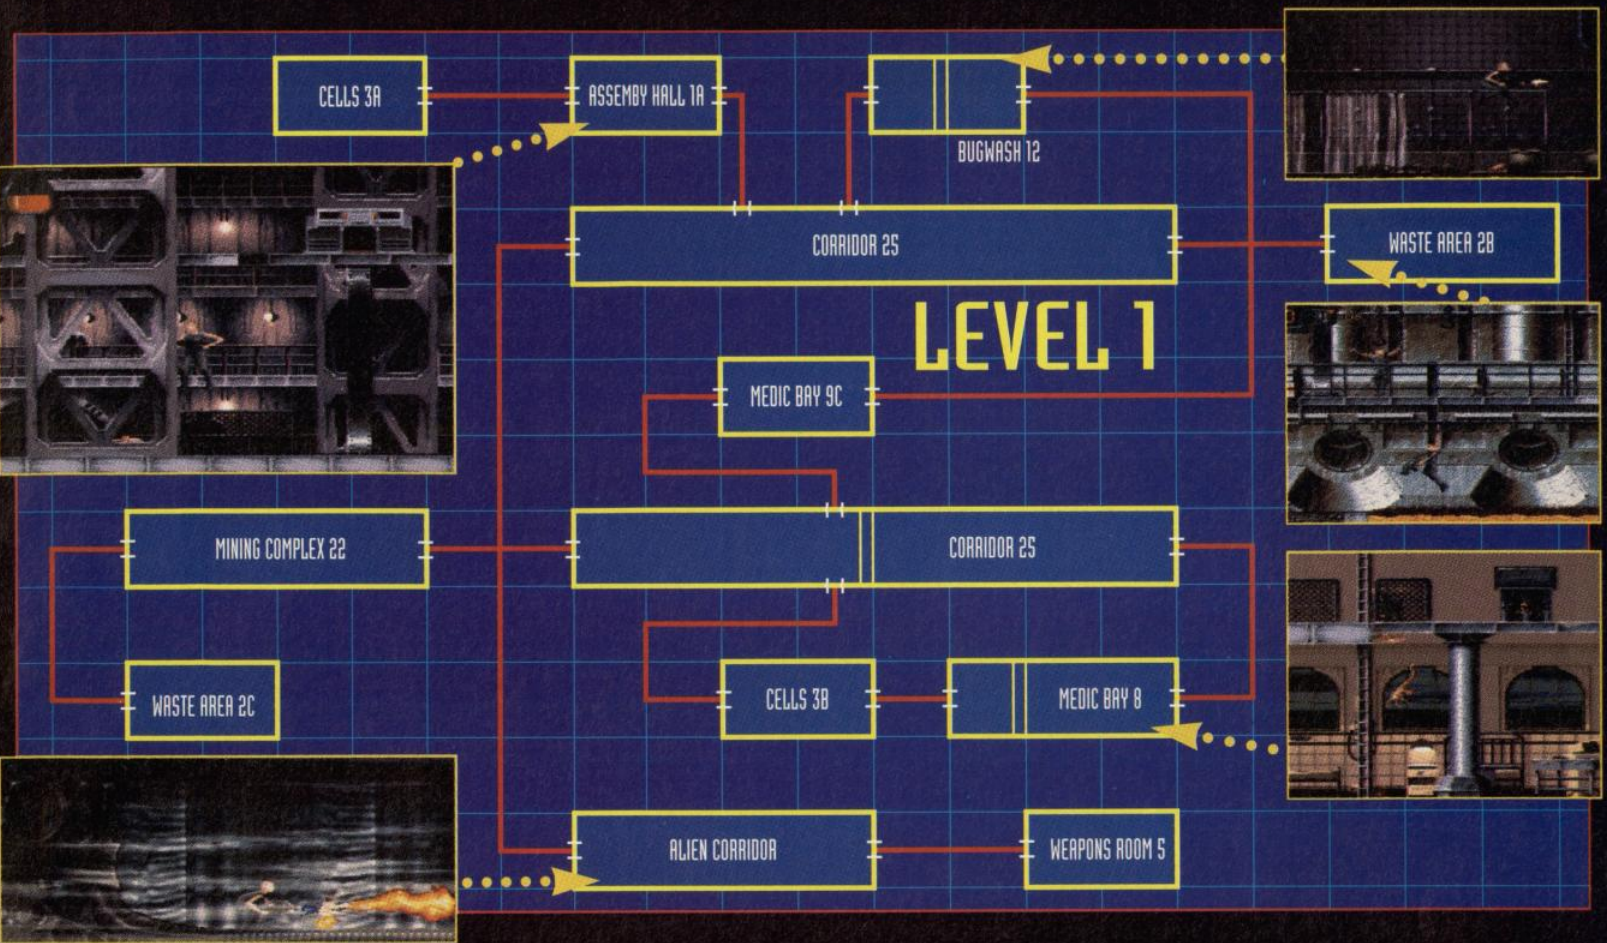 CELLS 3A
ASSEMBY HALL 1A
BUGWASH 12
CORRIDOR 25
WASTE AREA 2B
LEVEL 1
MEDIC BAY 9C
MINING COMPLEX 22
CORRIDOR 25
WASTE AREA 2C
CELLS 3B
MEDIC BAY 8
ALIEN CORRIDOR
WEAPONS ROOM 5